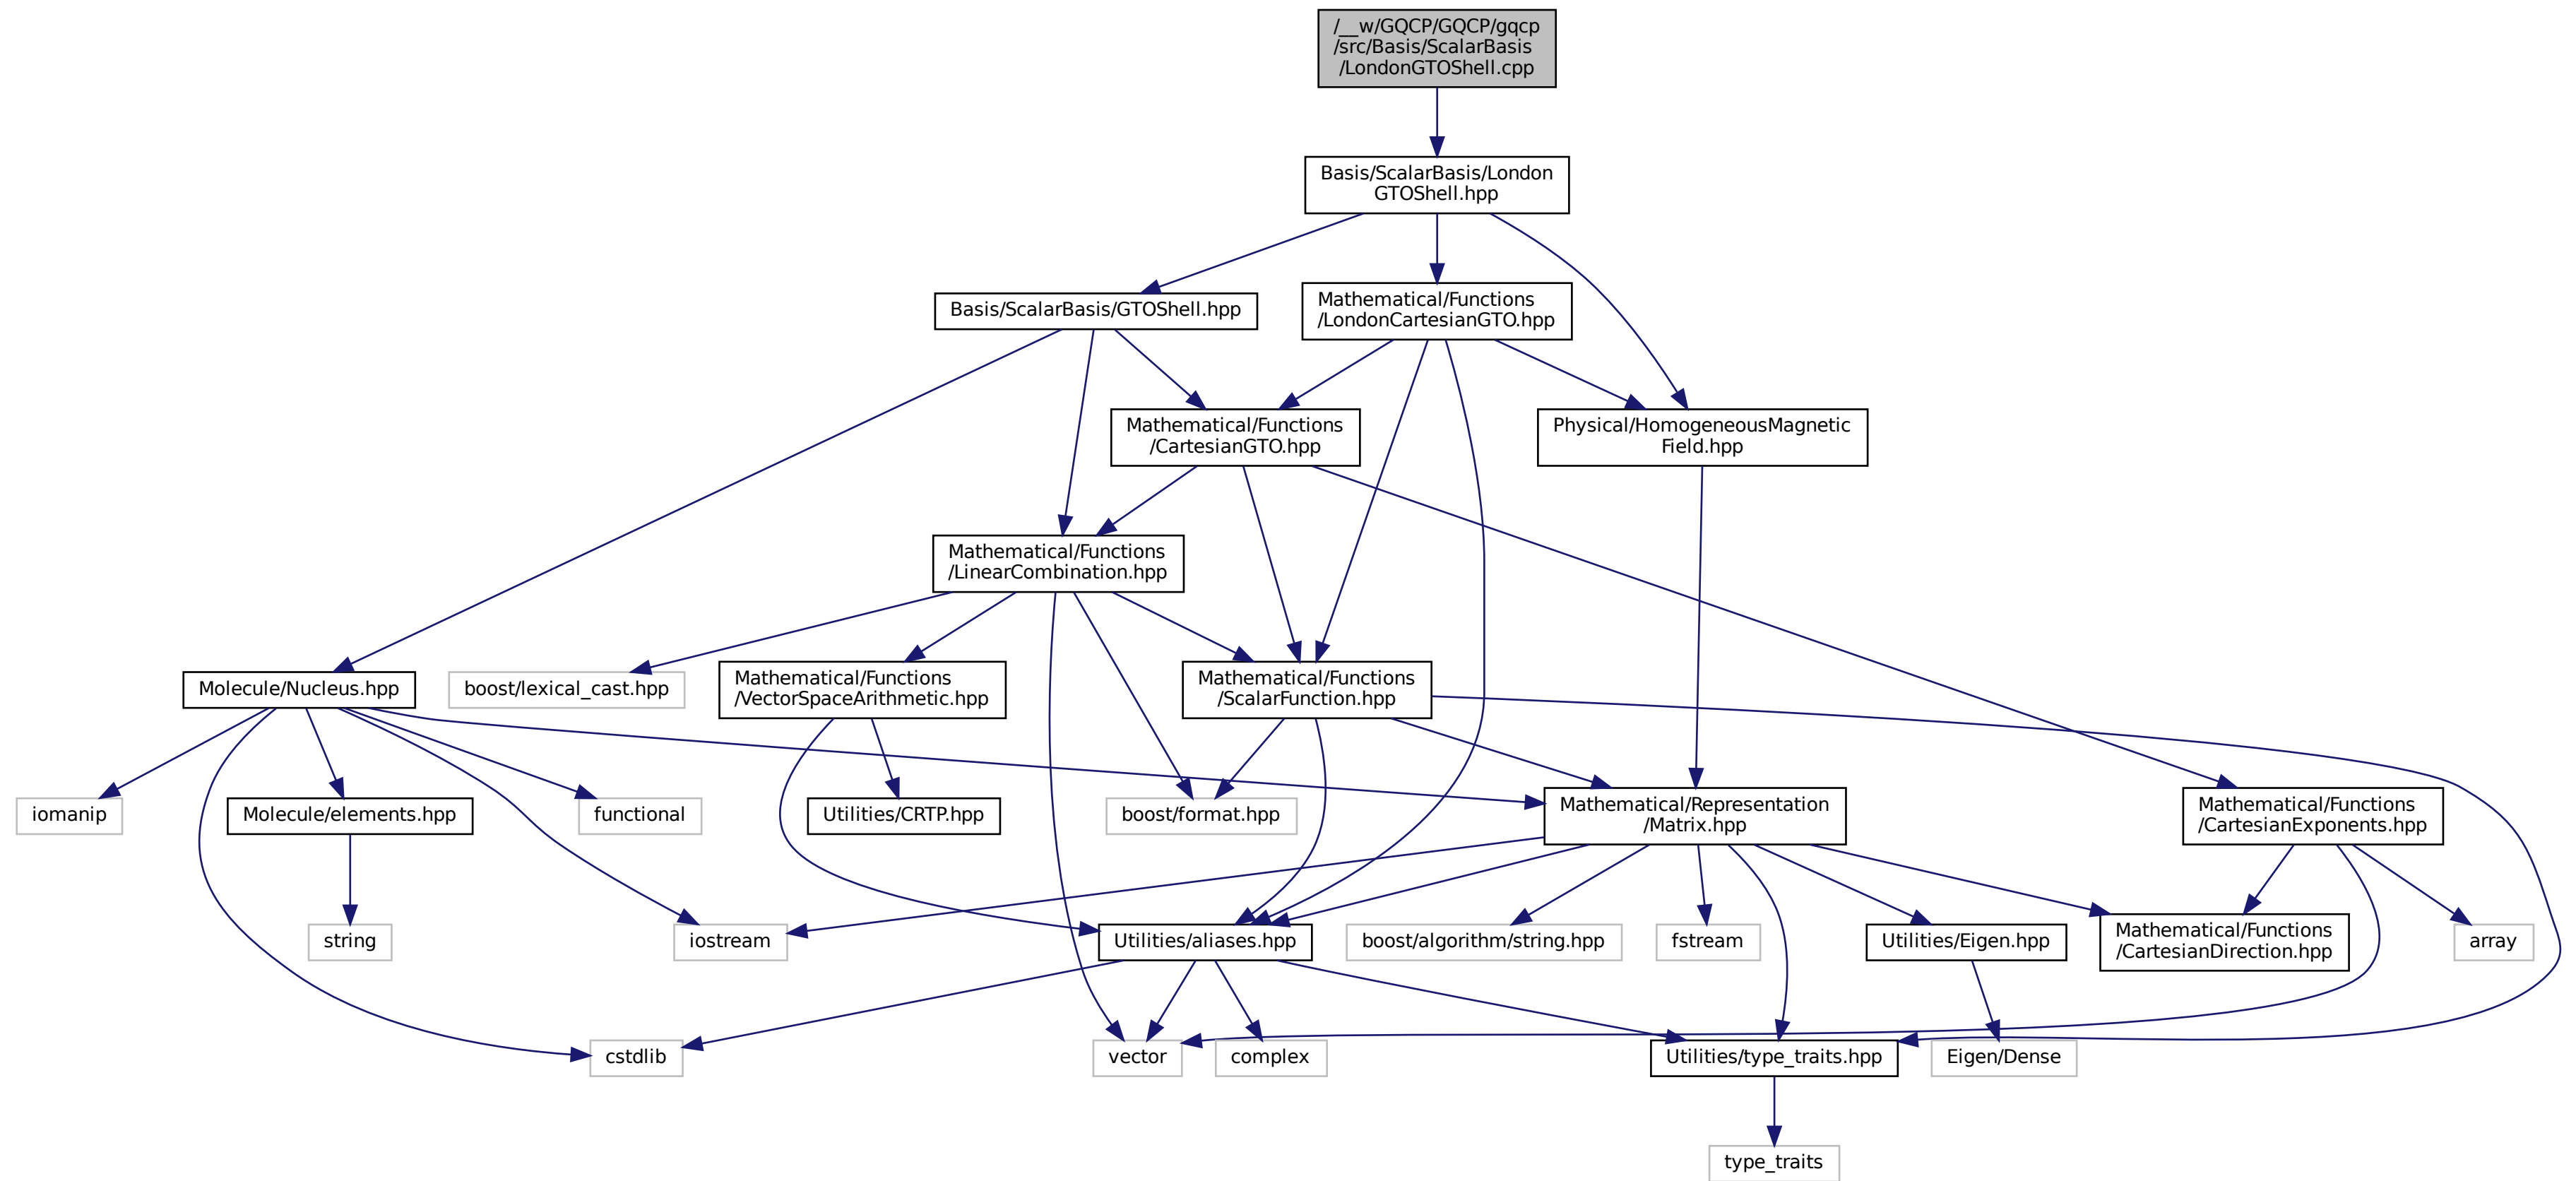 /__w/GQCP/GQCP/gqcp
/src/Basis/ScalarBasis
/LondonGTOShell.cpp
Basis/ScalarBasis/London
GTOShell.hpp
Basis/ScalarBasis/GTOShell.hpp
Mathematical/Functions
/LondonCartesianGTO.hpp
Mathematical/Functions
/CartesianGTO.hpp
Physical/HomogeneousMagnetic
Field.hpp
Mathematical/Functions
/LinearCombination.hpp
Molecule/Nucleus.hpp
boost/lexical_cast.hpp
Mathematical/Functions
/VectorSpaceArithmetic.hpp
Mathematical/Functions
/ScalarFunction.hpp
iomanip
Molecule/elements.hpp
functional
Utilities/CRTP.hpp
boost/format.hpp
Mathematical/Representation
/Matrix.hpp
Mathematical/Functions
/CartesianExponents.hpp
string
iostream
Utilities/aliases.hpp
boost/algorithm/string.hpp
fstream
Utilities/Eigen.hpp
Mathematical/Functions
/CartesianDirection.hpp
array
cstdlib
vector
complex
Utilities/type_traits.hpp
Eigen/Dense
type_traits